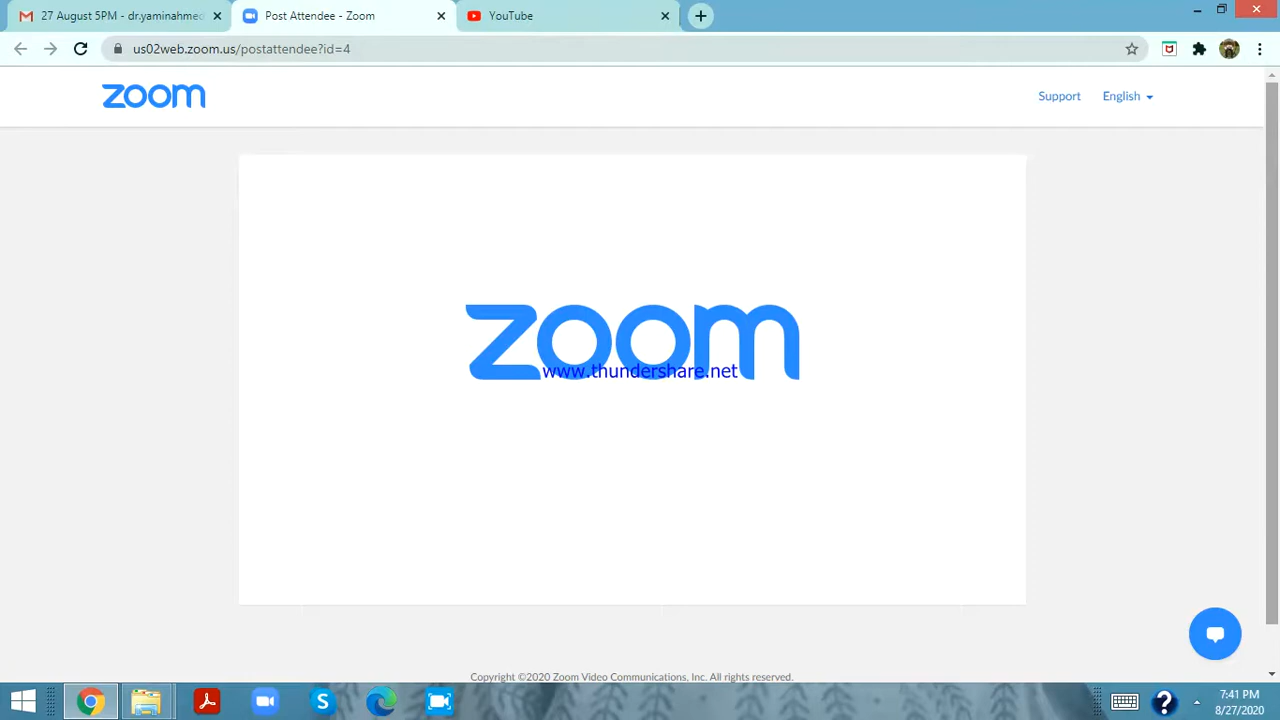 27 August 5PM - dr.yaminahmed
Post Attendee - Zoom
YouTube
us02web.zoom.us/postattendee?id=4
zoom
Support
English
zoom
www.thundershare.net
Copyright ©2020 Zoom Video Communications, Inc. All rights reserved.
7:41 PM
8/27/2020